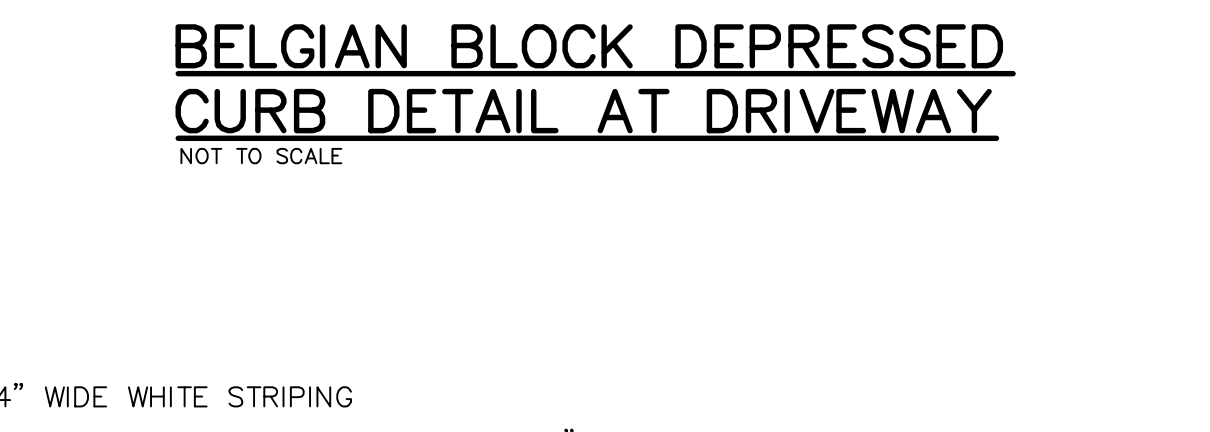 BELGIAN BLOCK DEPRESSED
CURB DETAIL AT DRIVEWAY
NOT TO SCALE
4” WIDE WHITE STRIPING